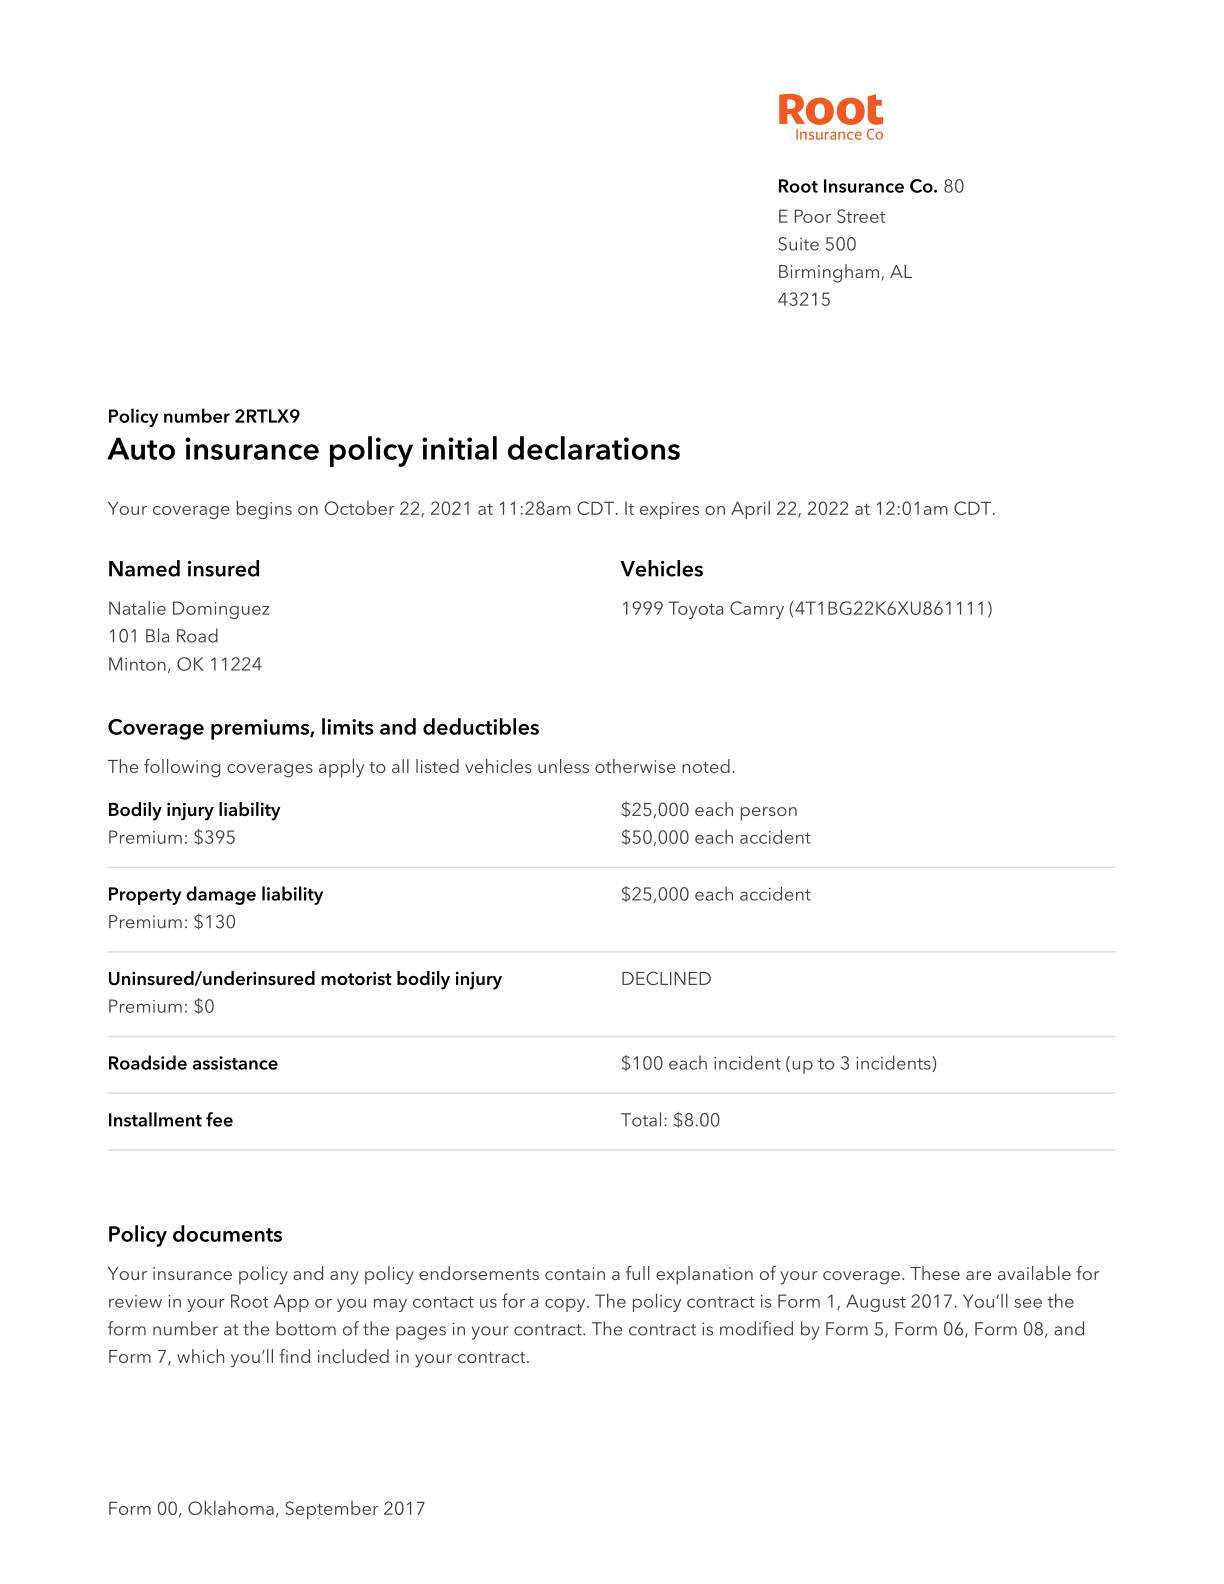 Root
Insurance Co
Root Insurance Co. 80
E Poor Street
Suite 500
Birmingham, AL
43215
Policy number 2RTLX9
Auto insurance policy initial declarations
Your coverage begins on October 22, 2021 at 11:28am CDT. It expires on April 22, 2022 at 12:01am CDT.
Named insured
Natalie Dominguez
101 Bla Road
Minton, OK 11224
Vehicles
1999 Toyota Camry (4T1BG22K6XU861111)
Coverage premiums, limits and deductibles
The following coverages apply to all listed vehicles unless otherwise noted.
Bodily injury liability
Premium: $395
$25,000 each person
$50,000 each accident
Property damage liability
Premium: $130
$25,000 each accident
Uninsured/underinsured motorist bodily injury
Premium: $0
DECLINED
Roadside assistance
$100 each incident (up to 3 incidents)
Installment fee
Total: $8.00
Policy documents
Your insurance policy and any policy endorsements contain a full explanation of your coverage. These are available for
review in your Root App or you may contact us for a copy. The policy contract is Form 1, August 2017. You’ll see the
form number at the bottom of the pages in your contract. The contract is modified by Form 5, Form 06, Form 08, and
Form 7, which you’ll find included in your contract.
Form 00, Oklahoma, September 2017